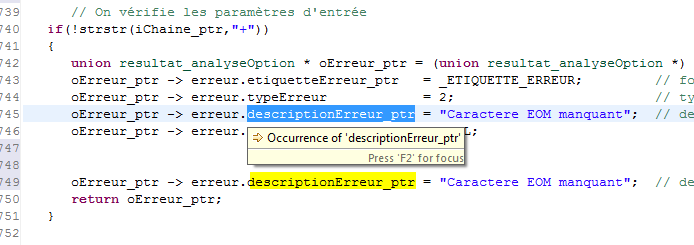 739 // On vérifie les paramètres d'entrée
740 if(!strstr(iChaine_ptr,"+"))
741 {
742 union resultat_analyseOption * oErreur_ptr = (union resultat_analyseOption *)
743 oErreur_ptr -> erreur.etiquetteErreur_ptr = _ETIQUETTE_ERREUR; // fo
744 oErreur_ptr -> erreur.typeErreur = 2; // ty
745 oErreur_ptr -> erreur.descriptionErreur_ptr = "Caractere EOM manquant"; // de
746 oErreur_ptr -> erreur. L;
747 Occurrence of 'descriptionErreur_ptr'
748 Press 'F2' for focus
749 oErreur_ptr -> erreur.descriptionErreur_ptr = "Caractere EOM manquant"; // de
750 return oErreur_ptr;
751 }
752